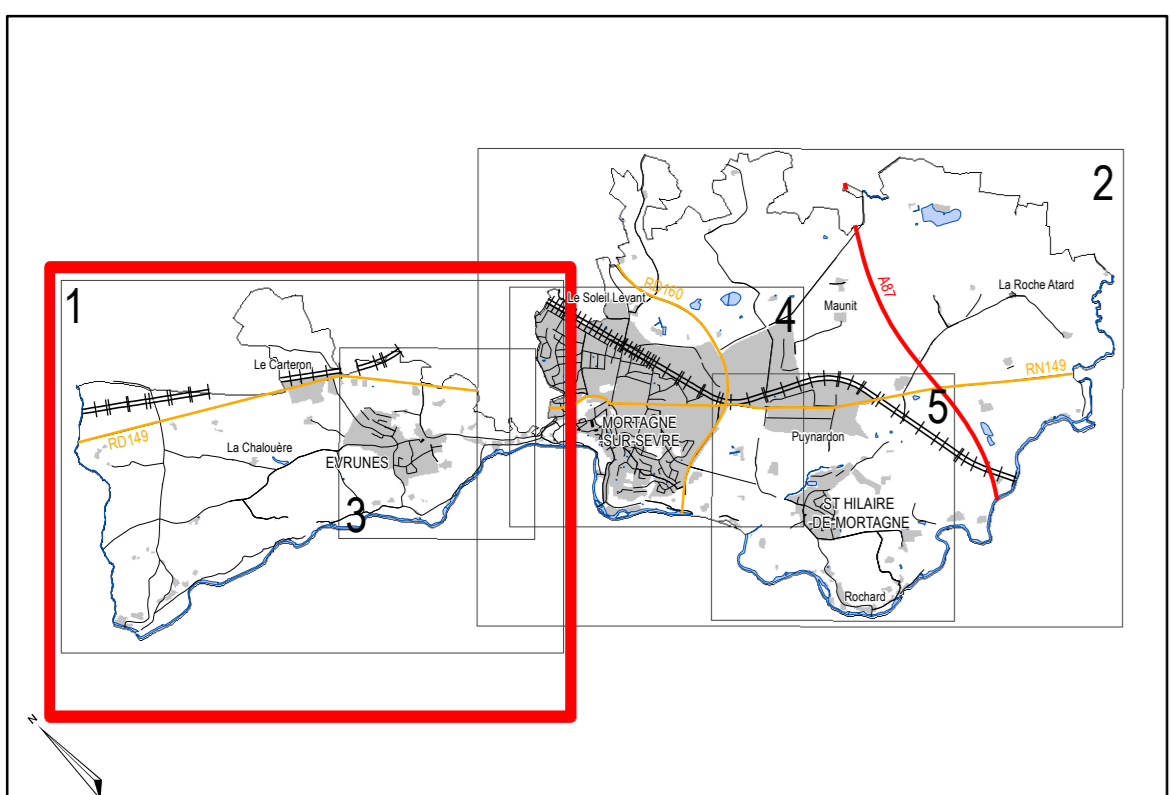 2
1
RD160
Le Soleil Levant
4
Maunit
A87
La Roche Atard
Le Carteron
RD149
RN149
5
La Chalouère
EVRUNES
3
MORTAGNE
-SUR-SEVRE
Puynardon
ST HILAIRE
-DE-MORTAGNE
Rochard
N